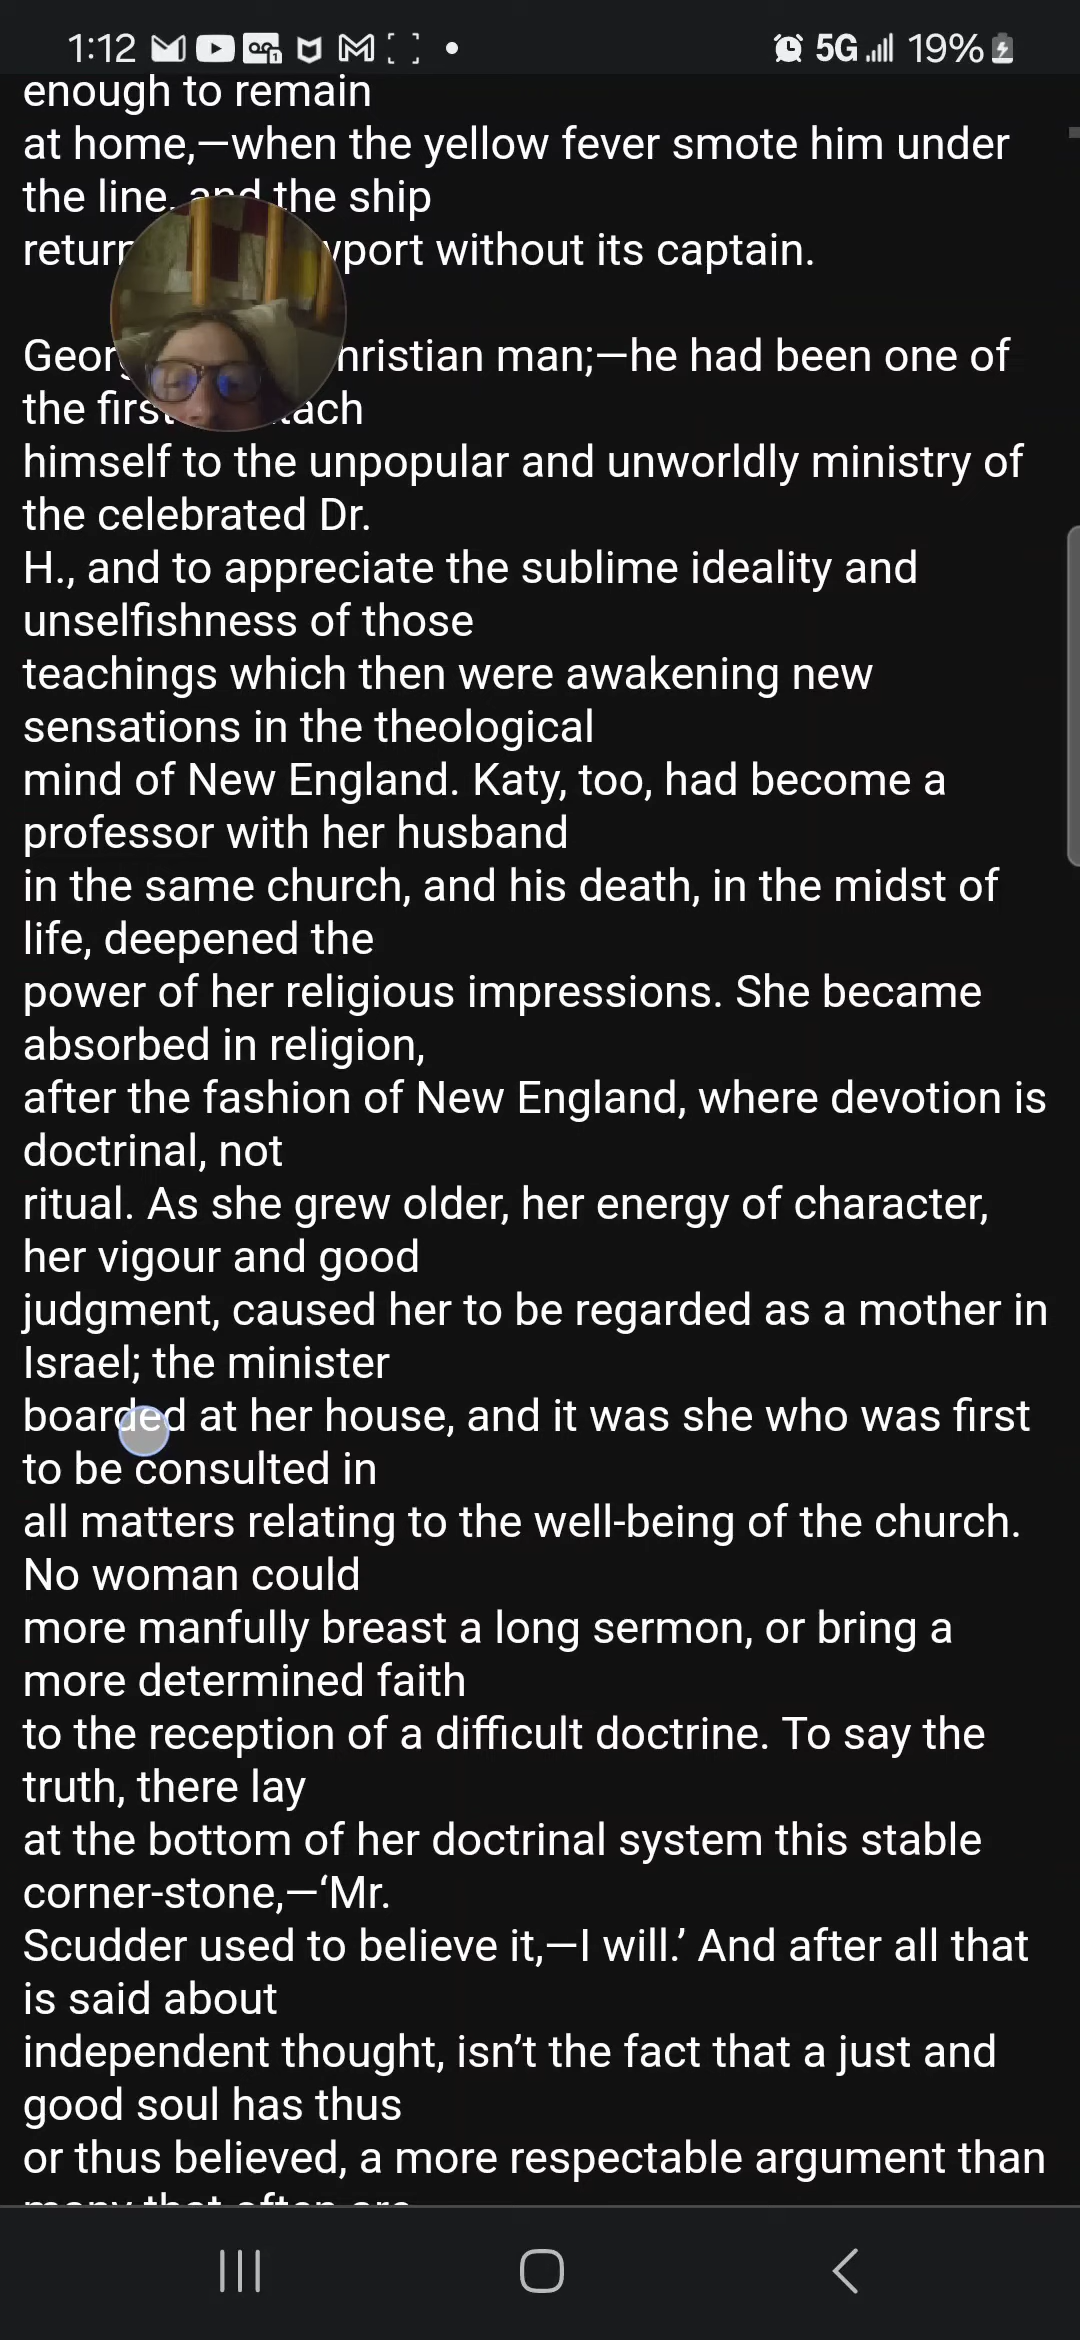 1:12 5G 19%
enough to remain
at home,—when the yellow fever smote him under
the line, and the ship
return port without its captain.
Geor hristian man;—he had been one of
the first tach
himself to the unpopular and unworldly ministry of
the celebrated Dr.
H., and to appreciate the sublime ideality and
unselfishness of those
teachings which then were awakening new
sensations in the theological
mind of New England. Katy, too, had become a
professor with her husband
in the same church, and his death, in the midst of
life, deepened the
power of her religious impressions. She became
absorbed in religion,
after the fashion of New England, where devotion is
doctrinal, not
ritual. As she grew older, her energy of character,
her vigour and good
judgment, caused her to be regarded as a mother in
Israel; the minister
boarded at her house, and it was she who was first
to be consulted in
all matters relating to the well-being of the church.
No woman could
more manfully breast a long sermon, or bring a
more determined faith
to the reception of a difficult doctrine. To say the
truth, there lay
at the bottom of her doctrinal system this stable
corner-stone,—‘Mr.
Scudder used to believe it,—I will.’ And after all that
is said about
independent thought, isn’t the fact that a just and
good soul has thus
or thus believed, a more respectable argument than
many that often are